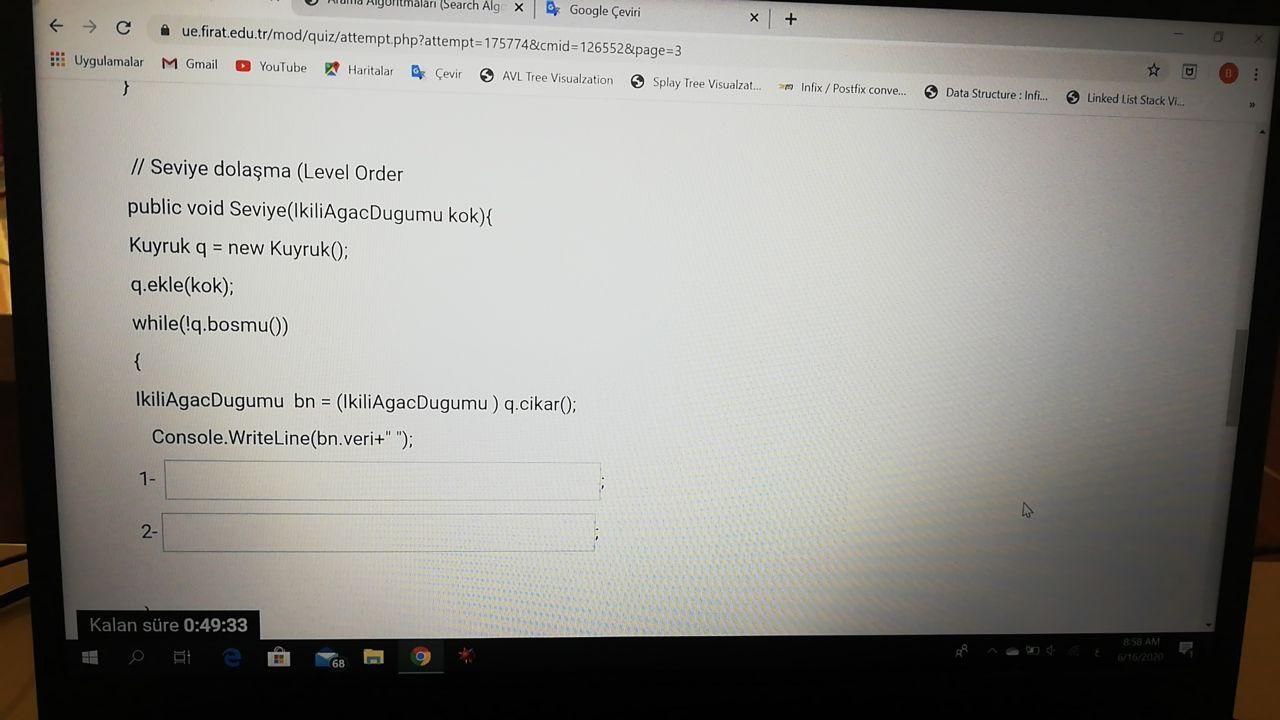 Arama Algoritmaları (Search Alg
Google Çeviri
ue.firat.edu.tr/mod/quiz/attempt.php?attempt=175774&cmid=126552&page=3
Uygulamalar Gmail YouTube Haritalar Çevir AVL Tree Visualzation Splay Tree Visualzat... Infix / Postfix conve... Data Structure : Infi... Linked List Stack Vi...
}
// Seviye dolaşma (Level Order
public void Seviye(IkiliAgacDugumu kok){
Kuyruk q = new Kuyruk();
q.ekle(kok);
while(!q.bosmu())
{
IkiliAgacDugumu bn = (IkiliAgacDugumu ) q.cikar();
Console.WriteLine(bn.veri+" ");
1- ;
2- ;
Kalan süre 0:49:33
68
8:58 AM
6/16/2020